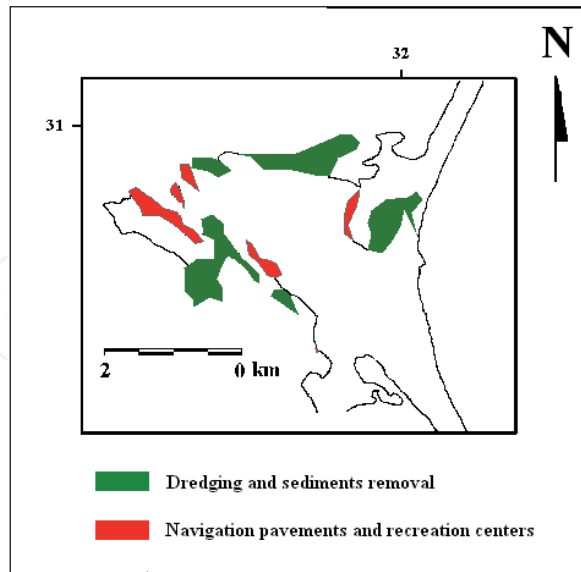 N
32
31
2 0 km
Dredging and sediments removal
Navigation pavements and recreation centers